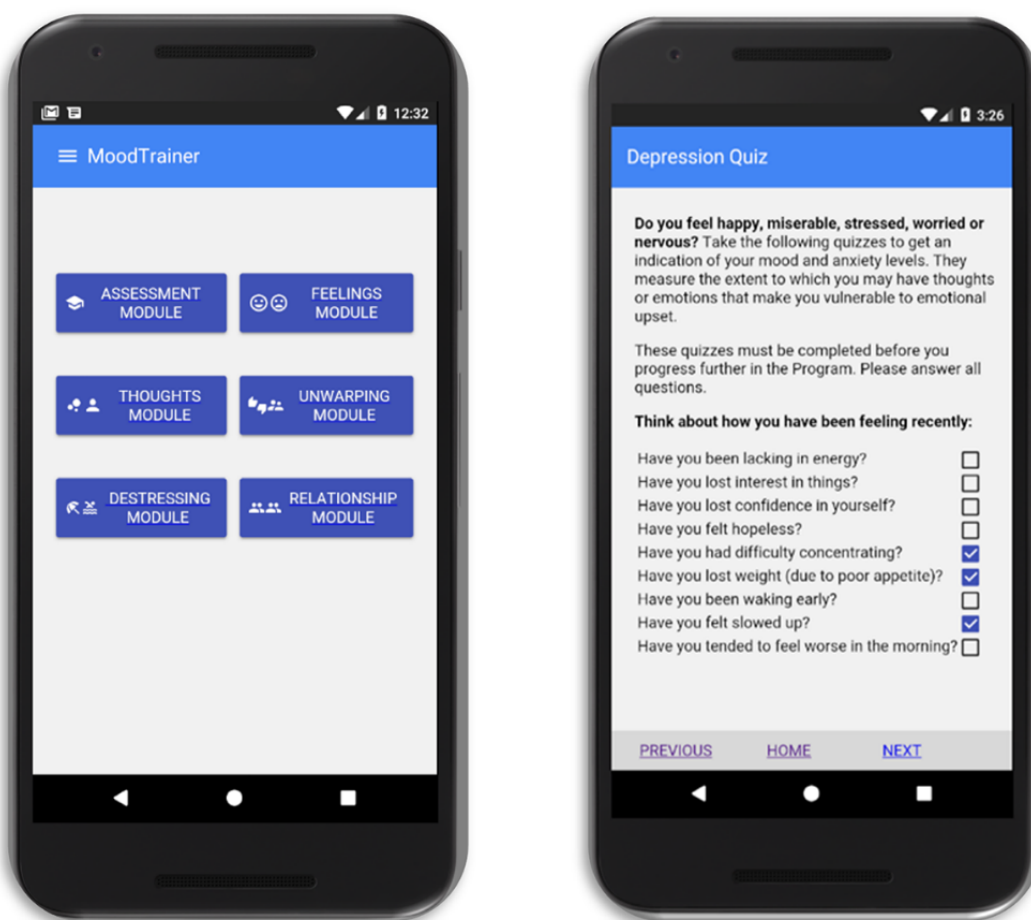 12:32
MoodTrainer
ASSESSMENT
MODULE
FEELINGS
MODULE
THOUGHTS
MODULE
UNWARPING
MODULE
DESTRESSING
MODULE
RELATIONSHIP
MODULE
3:26
Depression Quiz
Do you feel happy, miserable, stressed, worried or
nervous? Take the following quizzes to get an
indication of your mood and anxiety levels. They
measure the extent to which you may have thoughts
or emotions that make you vulnerable to emotional
upset.
These quizzes must be completed before you
progress further in the Program. Please answer all
questions.
Think about how you have been feeling recently:
Have you been lacking in energy?
Have you lost interest in things?
Have you lost confidence in yourself?
Have you felt hopeless?
Have you had difficulty concentrating?
Have you lost weight (due to poor appetite)?
Have you been waking early?
Have you felt slowed up?
Have you tended to feel worse in the morning?
PREVIOUS HOME NEXT